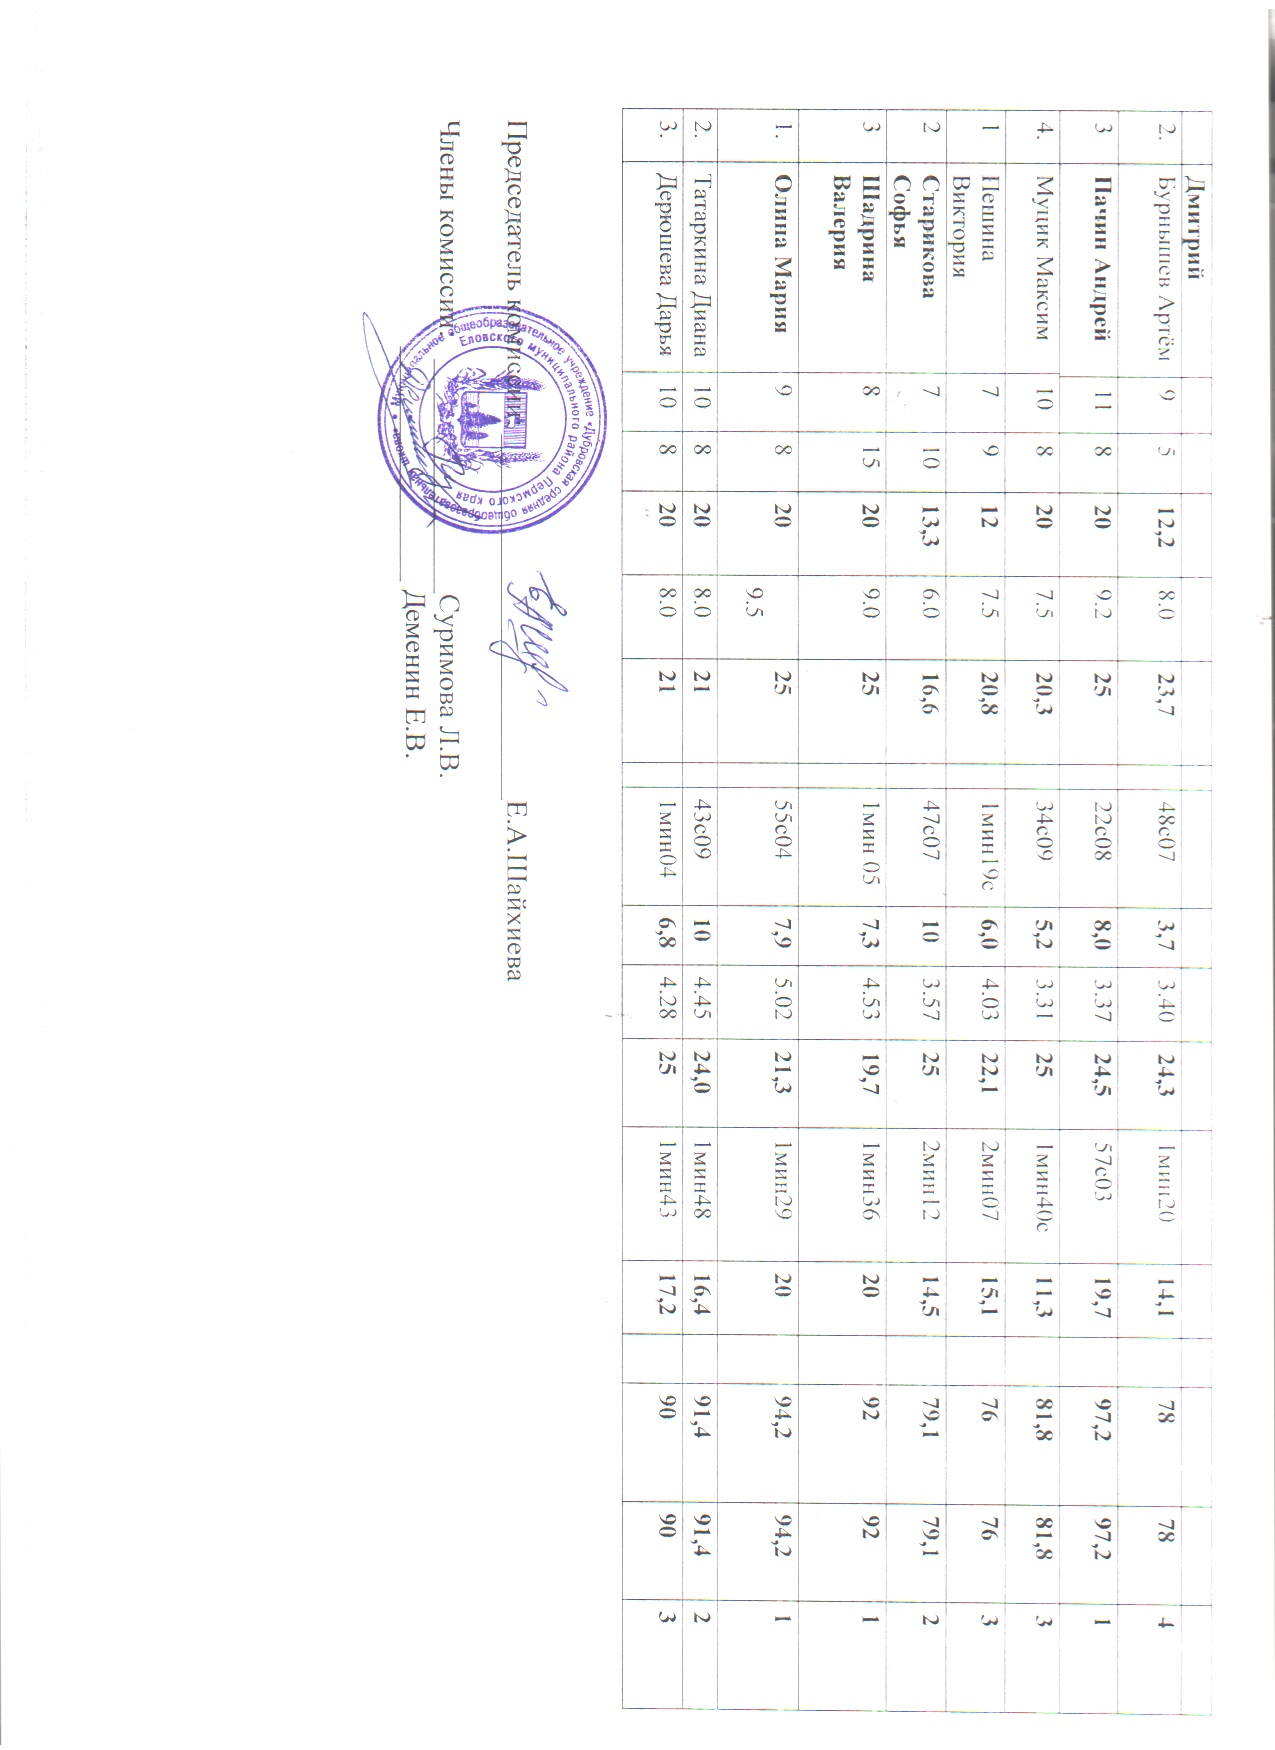 Дмитрий
2. Бурнышев Артём 9 5 12,2 8.0 23,7 48с07 3,7 3.40 24,3 1мин20 14,1 78 78 4
3 Пачин Андрей 11 8 20 9.2 25 22с08 8,0 3.37 24,5 57с03 19,7 97,2 97,2 1
4. Муцик Максим 10 8 20 7.5 20,3 34с09 5,2 3.31 25 1мин40с 11,3 81,8 81,8 3
1 Пешина 7 9 12 7.5 20,8 1мин19с 6,0 4.03 22,1 2мин07 15,1 76 76 3
Виктория
2 Старикова 7 10 13,3 6.0 16,6 47с07 10 3.57 25 2мин12 14,5 79,1 79,1 2
Софья
3 Шадрина 8 15 20 9.0 25 1мин 05 7,3 4.53 19,7 1мин36 20 92 92 1
Валерия
1. Олина Мария 9 8 20 25 55с04 7,9 5.02 21,3 1мин29 20 94,2 94,2 1
9.5
2. Татаркина Диана 10 8 20 8.0 21 43с09 10 4.45 24,0 1мин48 16,4 91,4 91,4 2
3. Дерюшева Дарья 10 8 20 8.0 21 1мин04 6,8 4.28 25 1мин43 17,2 90 90 3
Председатель комиссии Е.А.Шайхиева
Члены комиссии Суримова Л.В.
Деменин Е.В.
Муниципальное общеобразовательное учреждение «Дубровская средняя общеобразовательная школа»
Еловского муниципального района Пермского края